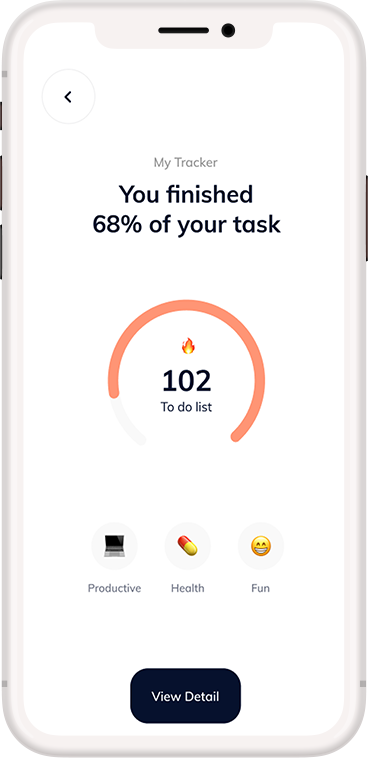 My Tracker
You finished
68% of your task
102
To do list
Productive Health Fun
View Detail